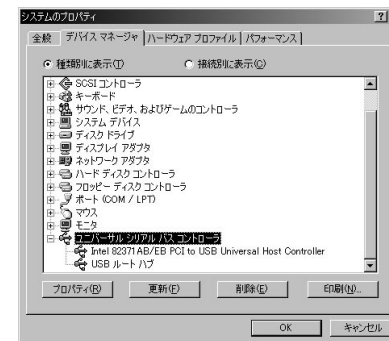 システムのプロパティ
?
全般 デバイス マネージャ ハードウェア プロファイル パフォーマンス
種類別に表示(T) 接続別に表示(C)
SCSI コントローラ
キーボード
サウンド、ビデオ、およびゲームのコントローラ
システム デバイス
ディスク ドライブ
ディスプレイ アダプタ
ネットワーク アダプタ
ハード ディスク コントローラ
フロッピー ディスク コントローラ
ポート (COM / LPT)
マウス
モニタ
ユニバーサル シリアル バス コントローラ
Intel 82371AB/EB PCI to USB Universal Host Controller
USB ルート ハブ
プロパティ(R) 更新(F) 削除(E) 印刷(N)...
OK キャンセル